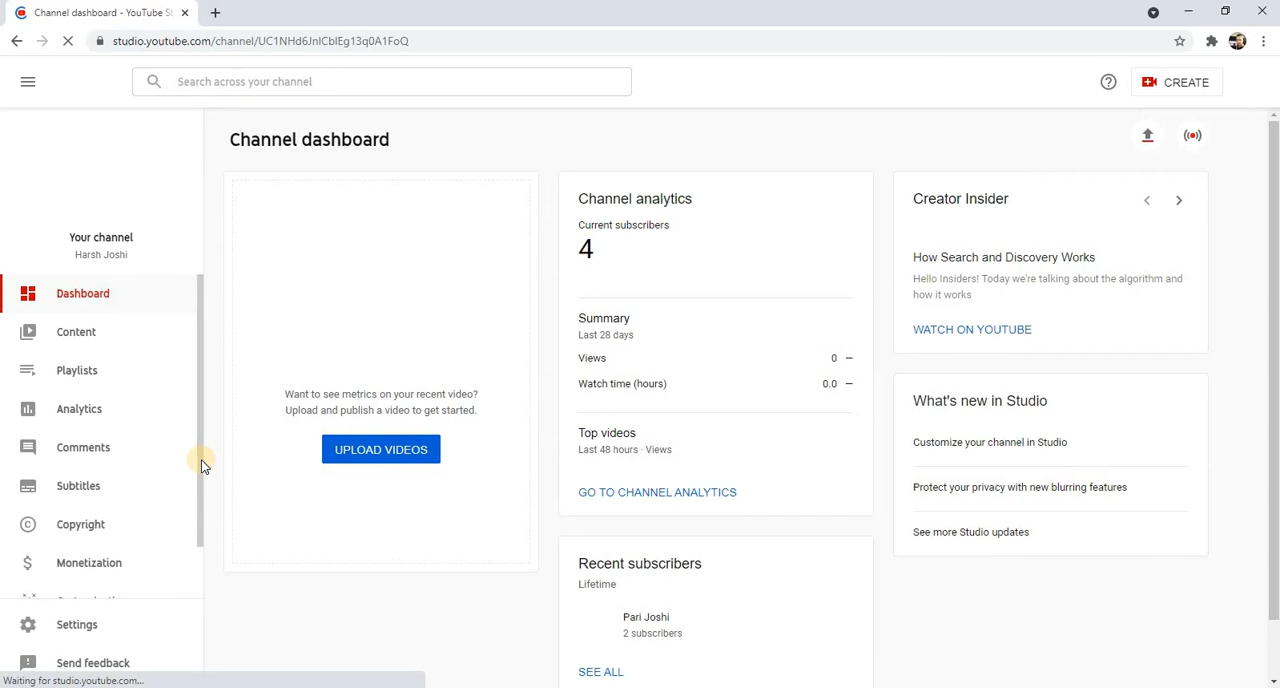 Channel dashboard - YouTube St
studio.youtube.com/channel/UC1NHd6JnlCbIEg13q0A1FoQ
Search across your channel
CREATE
Channel dashboard
Your channel
Harsh Joshi
Dashboard
Content
Playlists
Analytics
Comments
Subtitles
Copyright
Monetization
Settings
Send feedback
Waiting for studio.youtube.com...
Want to see metrics on your recent video?
Upload and publish a video to get started.
UPLOAD VIDEOS
Channel analytics
Current subscribers
4
Summary
Last 28 days
Views 0 —
Watch time (hours) 0.0 —
Top videos
Last 48 hours · Views
GO TO CHANNEL ANALYTICS
Recent subscribers
Lifetime
Pari Joshi
2 subscribers
SEE ALL
Creator Insider
How Search and Discovery Works
Hello Insiders! Today we're talking about the algorithm and
how it works
WATCH ON YOUTUBE
What's new in Studio
Customize your channel in Studio
Protect your privacy with new blurring features
See more Studio updates